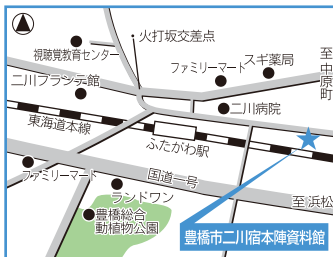 火打坂交差点
視聴覚教育センター
スギ薬局
ファミリーマート
至中原町
二川プランテ館
二川病院
東海道本線
ふたがわ駅
ファミリーマート
国道一号
ランドワン
至浜松
豊橋総合
動植物公園
豊橋市二川宿本陣資料館